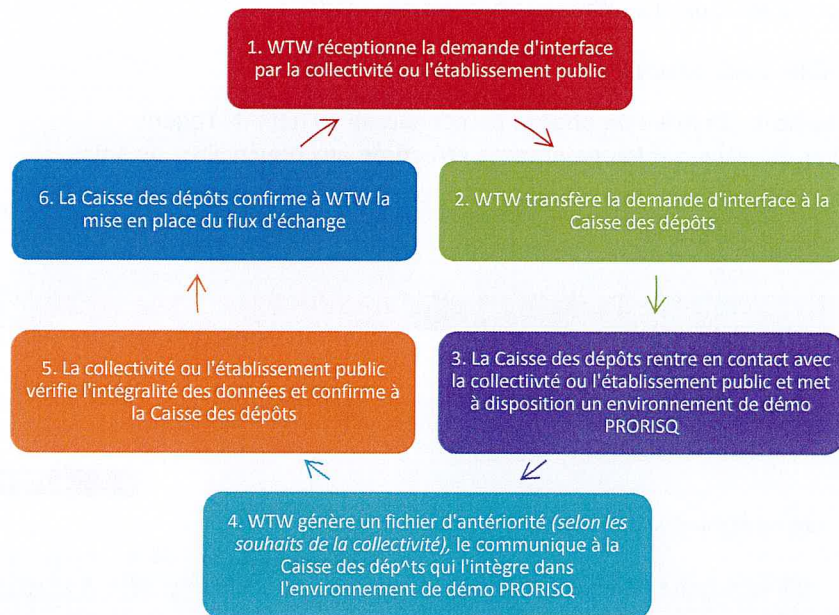 1. WTW réceptionne la demande d'interface
par la collectivité ou l'établissement public
2. WTW transfère la demande d'interface à la
Caisse des dépôts
3. La Caisse des dépôts rentre en contact avec
la collectiivté ou l'établissement public et met
à disposition un environnement de démo
PRORISQ
4. WTW génère un fichier d'antériorité (selon les
souhaits de la collectivité), le communique à la
Caisse des dép^ts qui l'intègre dans
l'environnement de démo PRORISQ
5. La collectivité ou l'établissement public
vérifie l'intégralité des données et confirme à
la Caisse des dépôts
6. La Caisse des dépôts confirme à WTW la
mise en place du flux d'échange